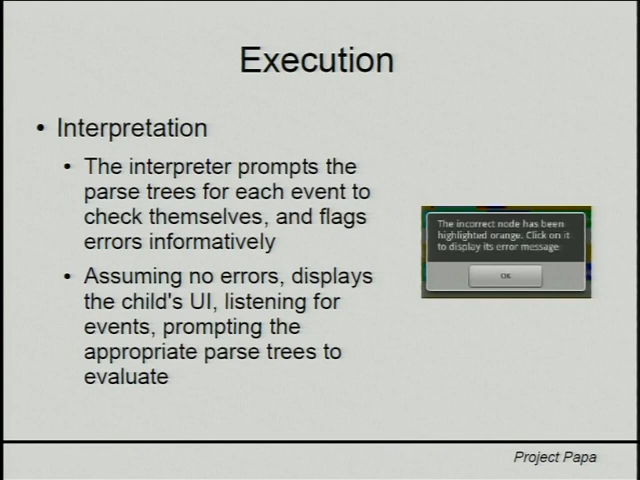 Execution
• Interpretation
• The interpreter prompts the
parse trees for each event to
check themselves, and flags
errors informatively
• Assuming no errors, displays
the child's UI, listening for
events, prompting the
appropriate parse trees to
evaluate
The incorrect node has been
highlighted orange. Click on it
to display its error message
OK
Project Papa